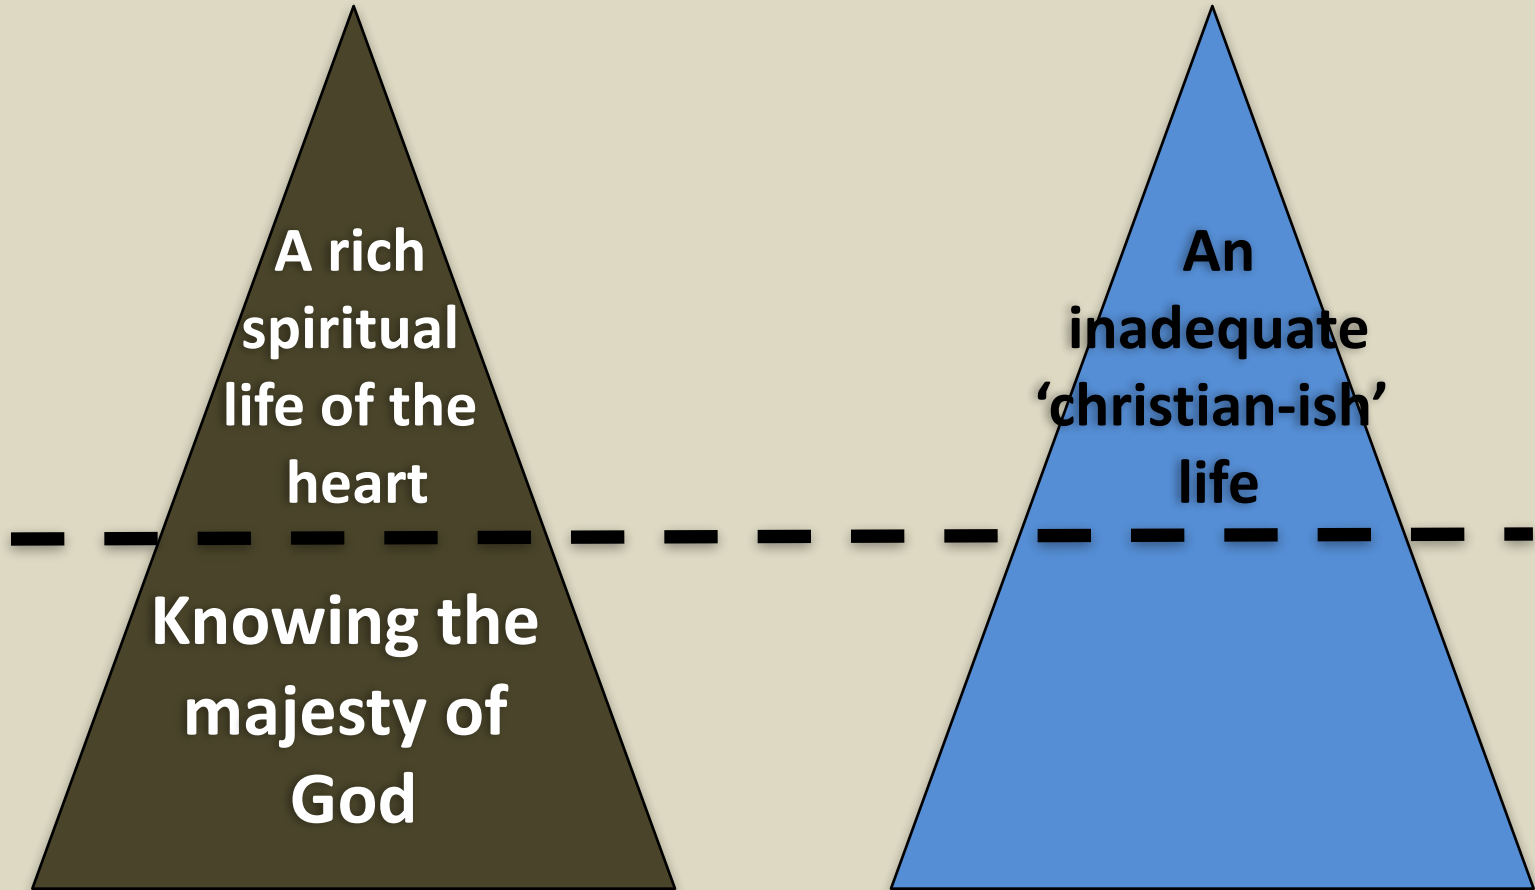 A rich
spiritual
life of the
heart
Knowing the
majesty of
God
An
inadequate
‘christian-ish’
life